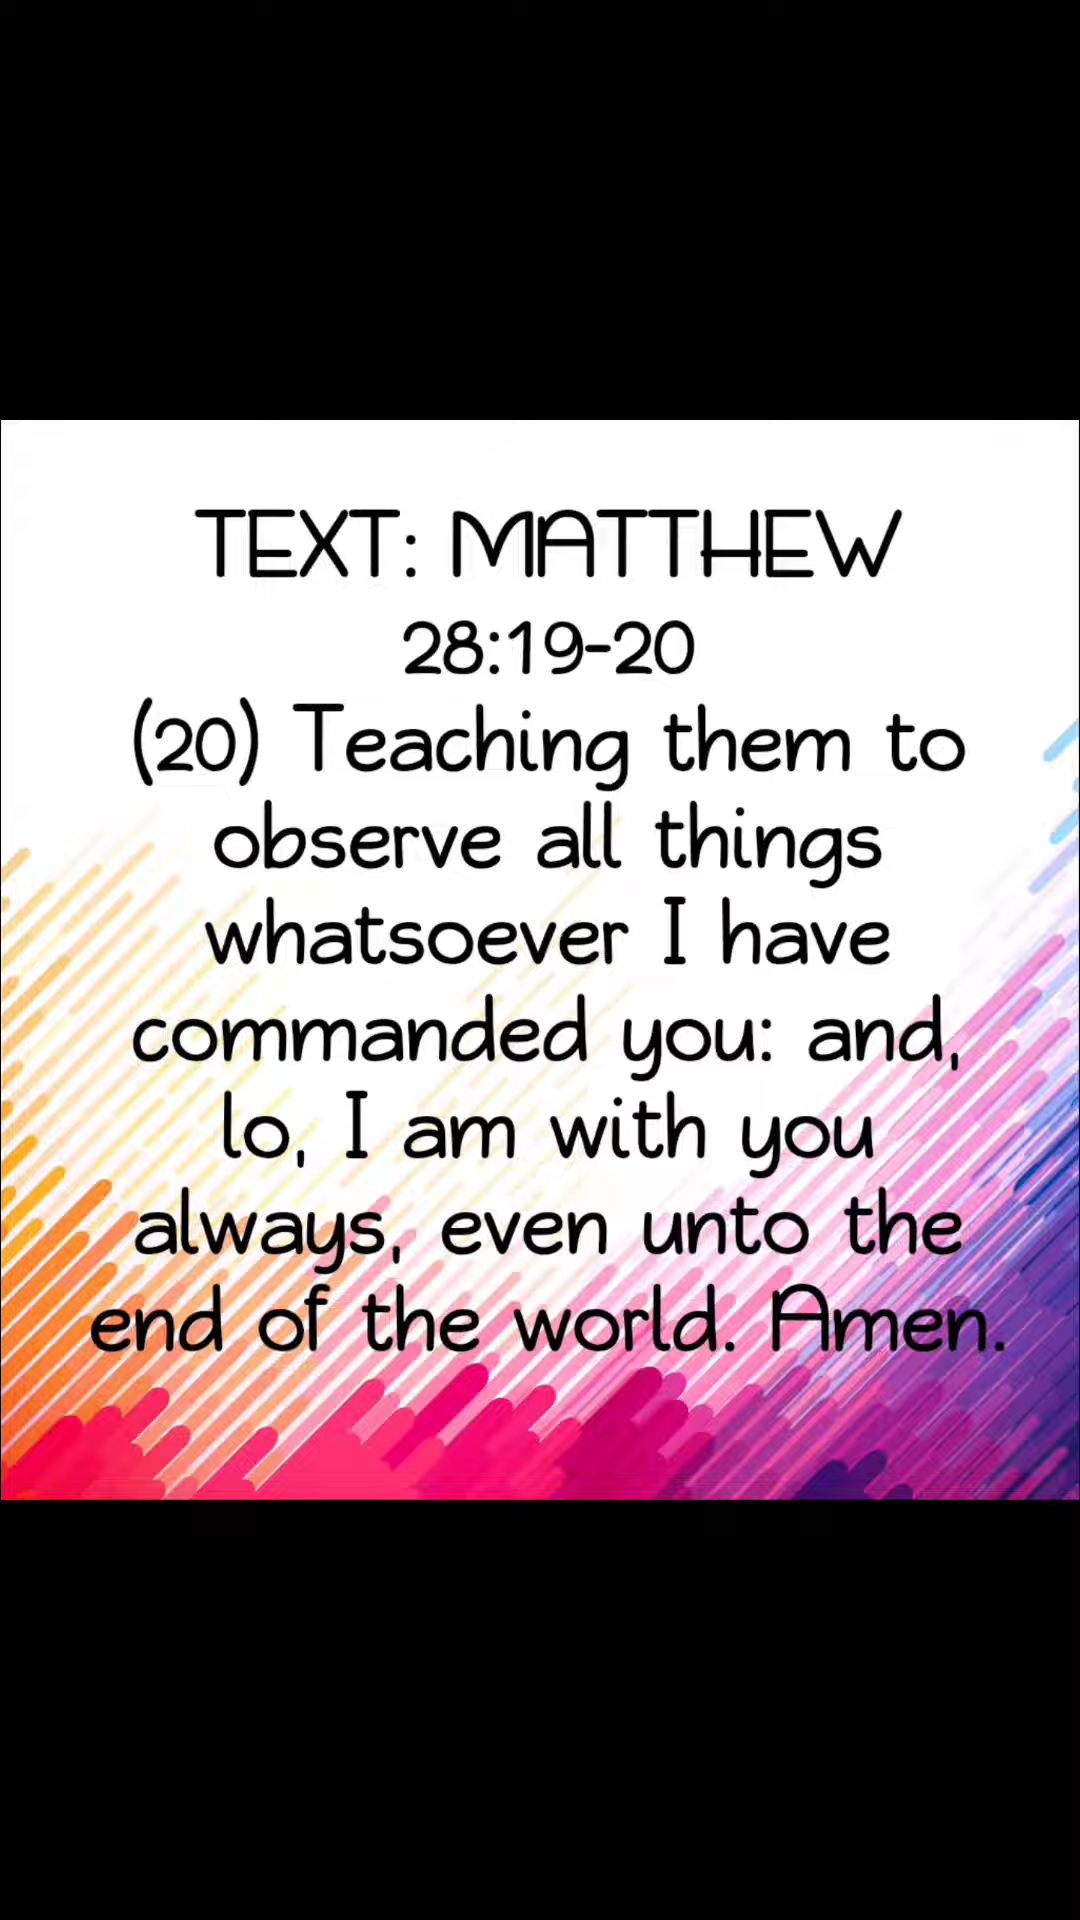 TEXT: MATTHEW
28:19-20
(20) Teaching them to
observe all things
whatsoever I have
commanded you: and,
lo, I am with you
always, even unto the
end of the world. Amen.